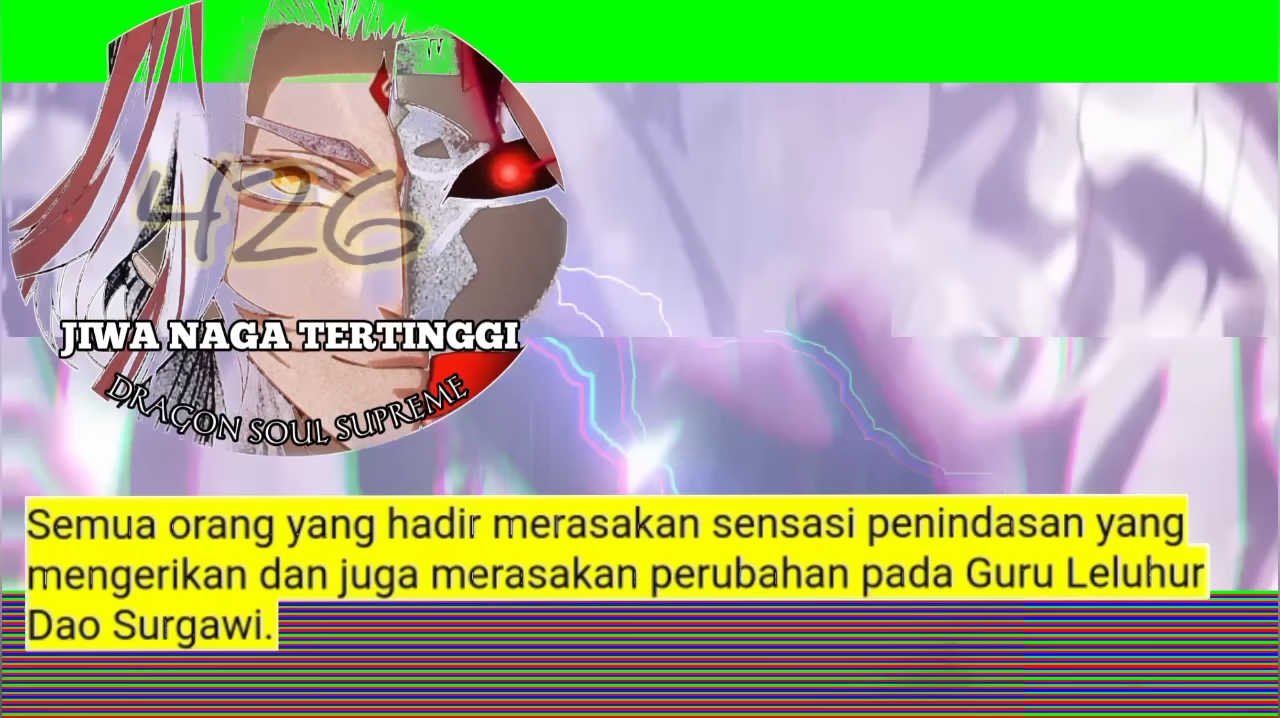 426
JIWA NAGA TERTINGGI
DRAGON SOUL SUPREME
Semua orang yang hadir merasakan sensasi penindasan yang
mengerikan dan juga merasakan perubahan pada Guru Leluhur
Dao Surgawi.